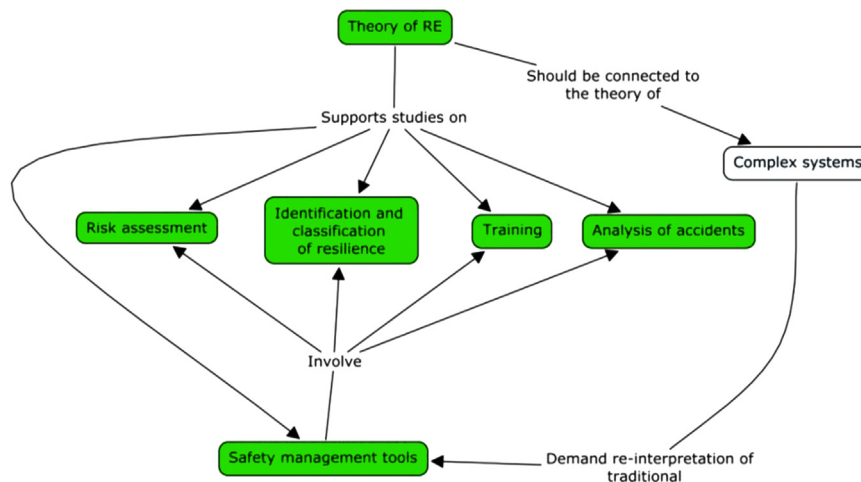 Theory of RE
Should be connected to
the theory of
Supports studies on
Complex systems
Risk assessment
Identification and
classification
of resilience
Training
Analysis of accidents
Involve
Safety management tools
Demand re-interpretation of
traditional